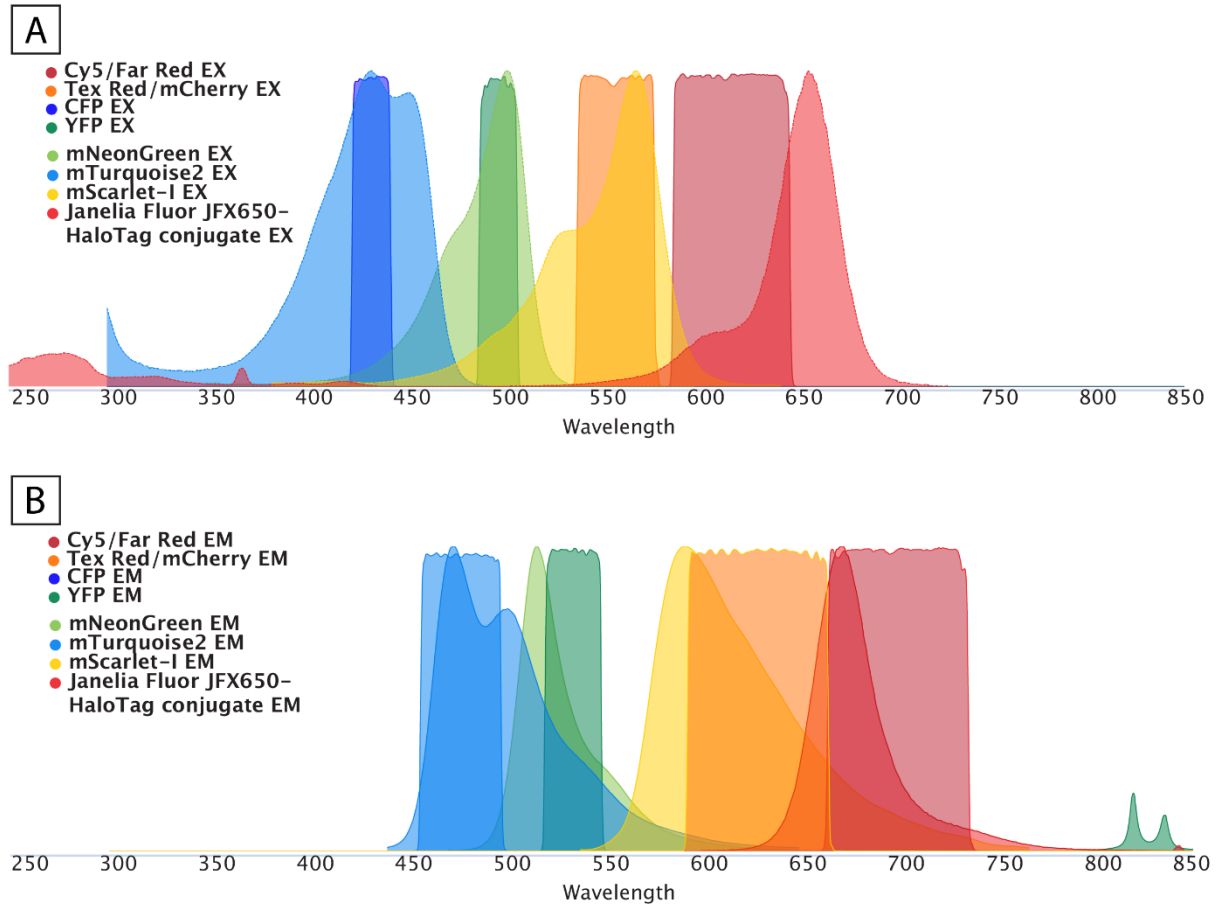 A
Cy5/Far Red EX
Tex Red/mCherry EX
CFP EX
YFP EX
mNeonGreen EX
mTurquoise2 EX
mScarlet-I EX
Janelia Fluor JFX650-
HaloTag conjugate EX
250 300 350 400 450 500 550 600 650 700 750 800 850
Wavelength
B
Cy5/Far Red EM
Tex Red/mCherry EM
CFP EM
YFP EM
mNeonGreen EM
mTurquoise2 EM
mScarlet-I EM
Janelia Fluor JFX650-
HaloTag conjugate EM
250 300 350 400 450 500 550 600 650 700 750 800 850
Wavelength